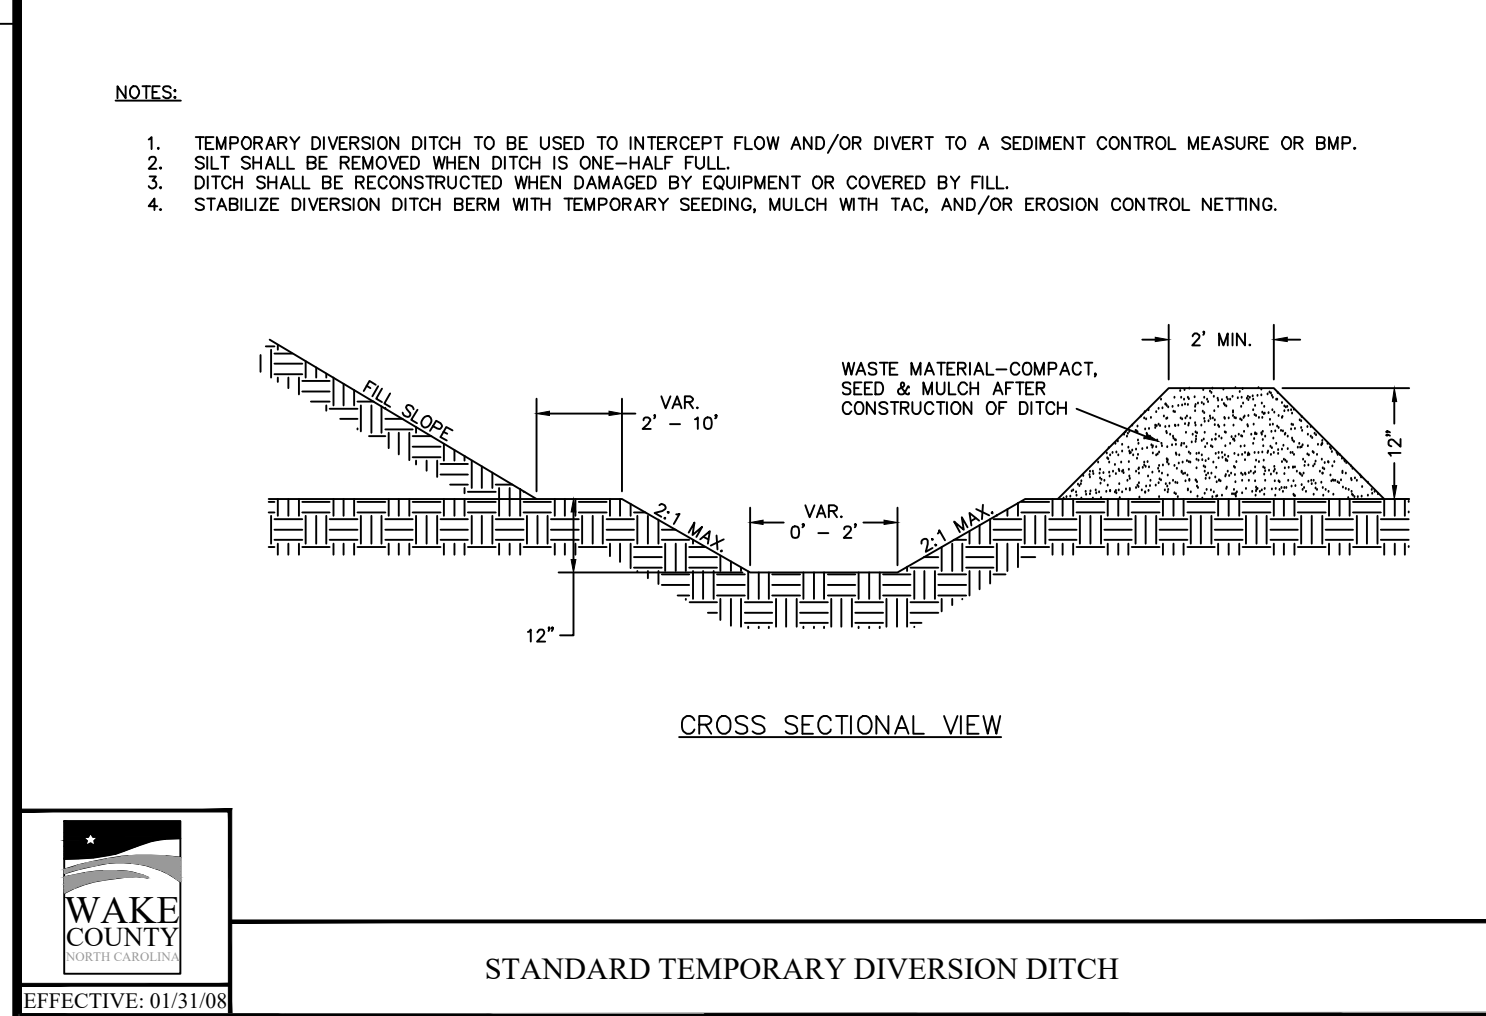 NOTES:
1. TEMPORARY DIVERSION DITCH TO BE USED TO INTERCEPT FLOW AND/OR DIVERT TO A SEDIMENT CONTROL MEASURE OR BMP.
2. SILT SHALL BE REMOVED WHEN DITCH IS ONE-HALF FULL.
3. DITCH SHALL BE RECONSTRUCTED WHEN DAMAGED BY EQUIPMENT OR COVERED BY FILL.
4. STABILIZE DIVERSION DITCH BERM WITH TEMPORARY SEEDING, MULCH WITH TAC, AND/OR EROSION CONTROL NETTING.
FILL SLOPE
VAR.
2' - 10'
2:1 MAX.
12"
VAR.
0' - 2'
2:1 MAX.
WASTE MATERIAL-COMPACT,
SEED & MULCH AFTER
CONSTRUCTION OF DITCH
2' MIN.
12"
CROSS SECTIONAL VIEW
WAKE
COUNTY
NORTH CAROLINA
EFFECTIVE: 01/31/08
STANDARD TEMPORARY DIVERSION DITCH